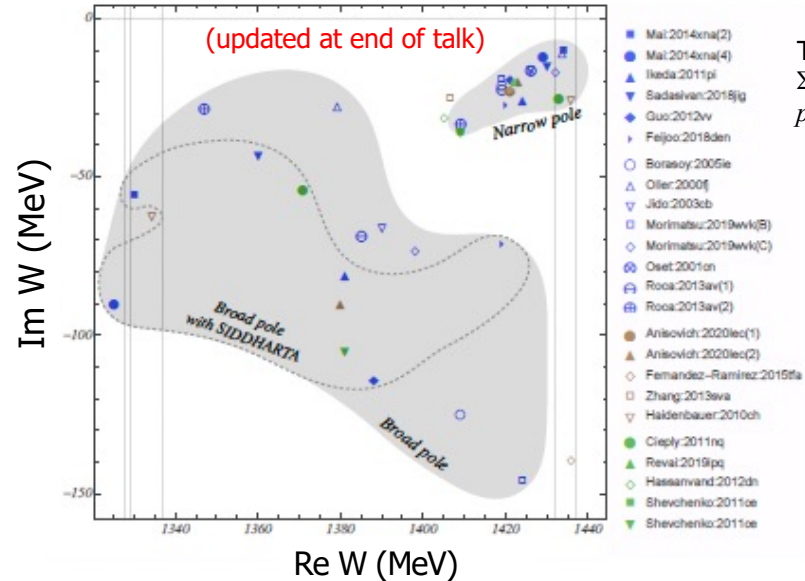 (updated at end of talk)
Narrow pole
Broad pole
with SIDDHARTA
Broad pole
Im W (MeV)
0
-50
-100
-150
1340
1360
1380
1400
1420
1440
Re W (MeV)
Mai:2014xna(2)
Mai:2014xna(4)
Ikeda:2011pi
Sadasivan:2018jig
Guo:2012vv
Feijoo:2018den
Borasoy:2005ie
Oller:2000fj
Jido:2003cb
Morimatsu:2019wvk(B)
Morimatsu:2019wvk(C)
Oset:2001cn
Roca:2013av(1)
Roca:2013av(2)
Anisovich:2020lec(1)
Anisovich:2020lec(2)
Fernandez-Ramirez:2015tfa
Zhang:2013sva
Haidenbauer:2010ch
Cieply:2011nq
Revai:2019ipq
Hassanvand:2012dn
Shevchenko:2011ce
Shevchenko:2011ce
T
Σ
p